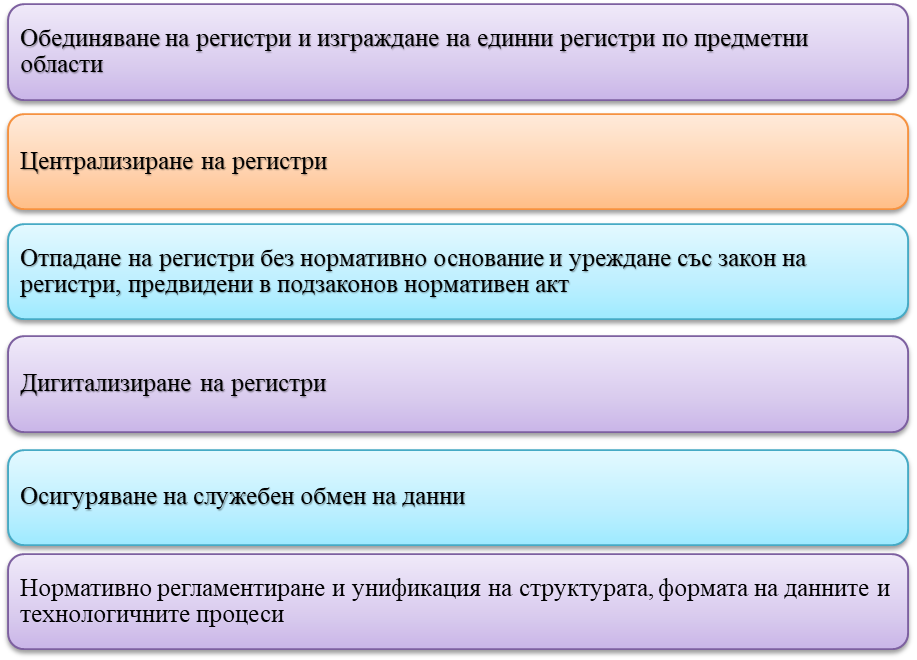 Обединяване на регистри и изграждане на единни регистри по предметни
области
Централизиране на регистри
Отпадане на регистри без нормативно основание и уреждане със закон на
регистри, предвидени в подзаконов нормативен акт
Дигитализиране на регистри
Осигуряване на служебен обмен на данни
Нормативно регламентиране и унификация на структурата, формата на данните и
технологичните процеси